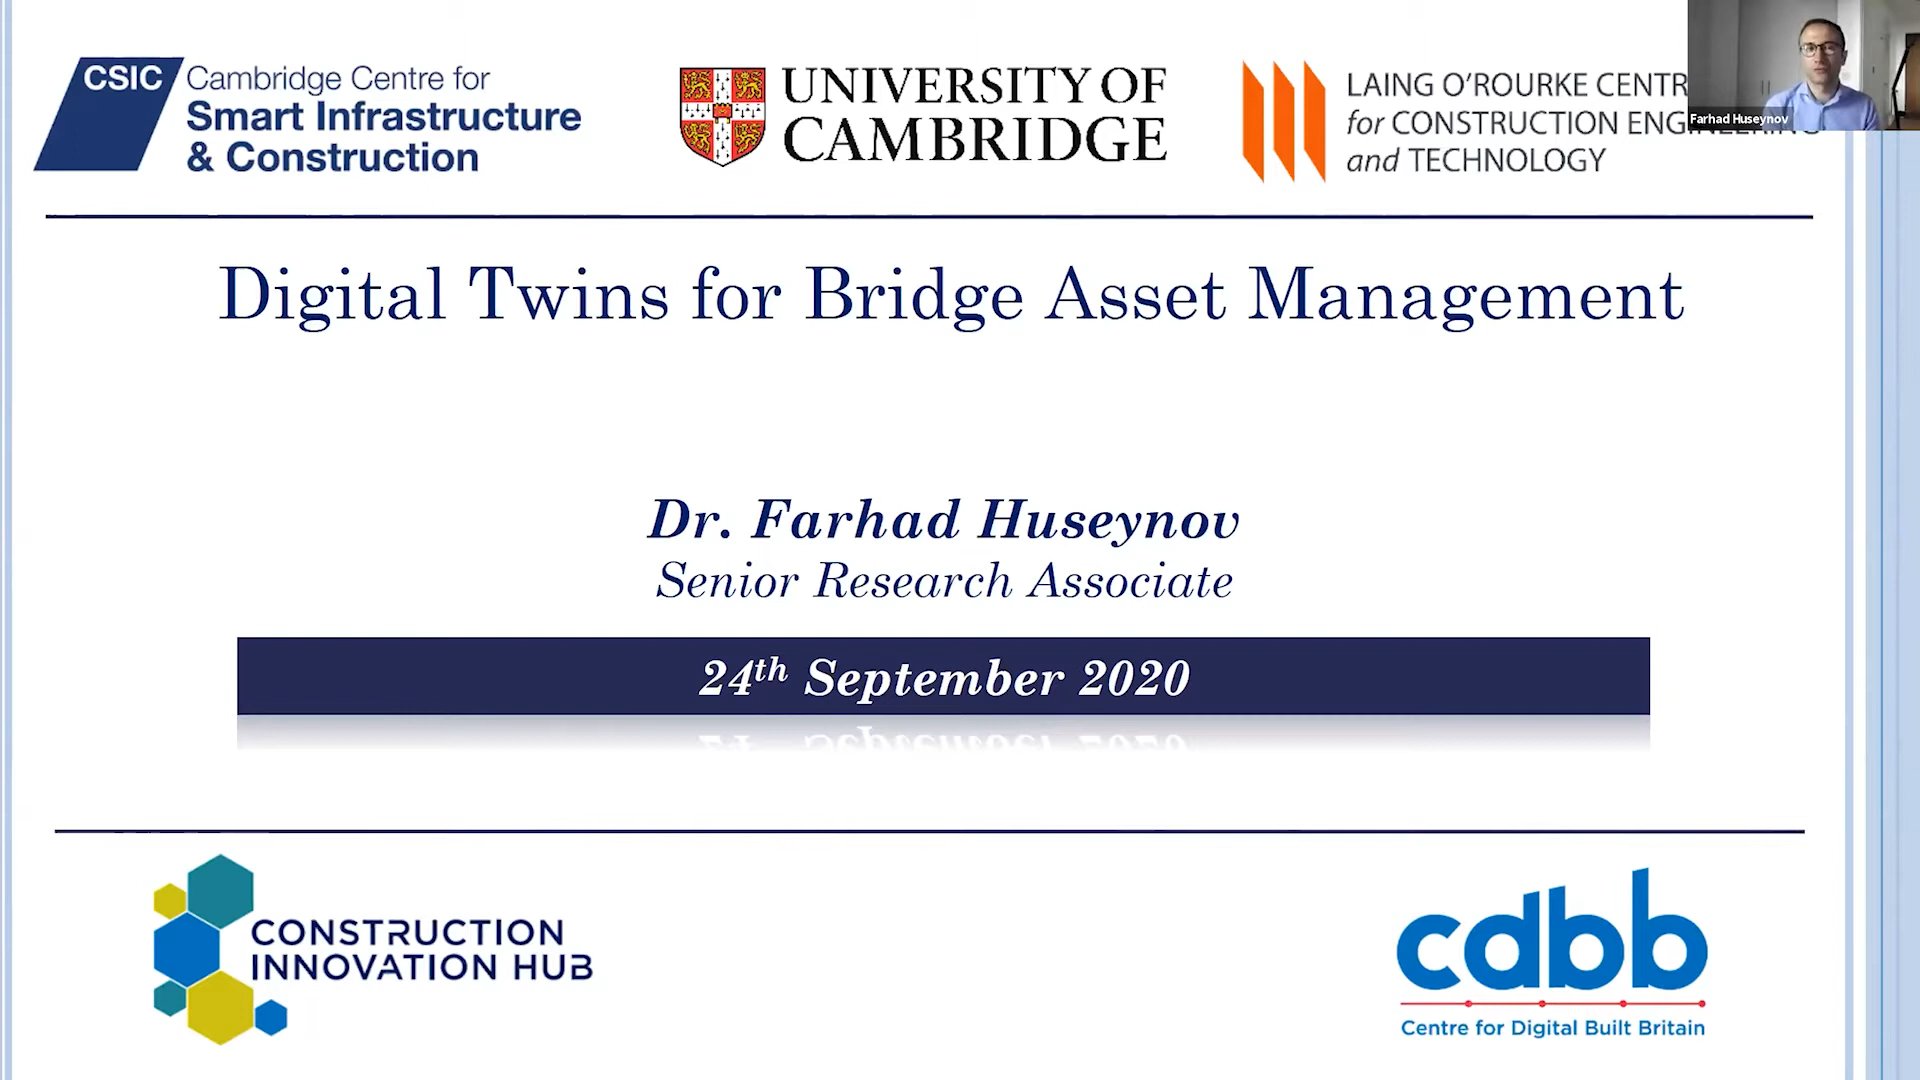 CSIC
Cambridge Centre for
Smart Infrastructure
& Construction
UNIVERSITY OF
CAMBRIDGE
LAING O'ROURKE CENTR
for CONSTRUCTION ENGINEERING
and TECHNOLOGY
Farhad Huseynov
Digital Twins for Bridge Asset Management
Dr. Farhad Huseynov
Senior Research Associate
24th September 2020
CONSTRUCTION
INNOVATION HUB
cdbb
Centre for Digital Built Britain